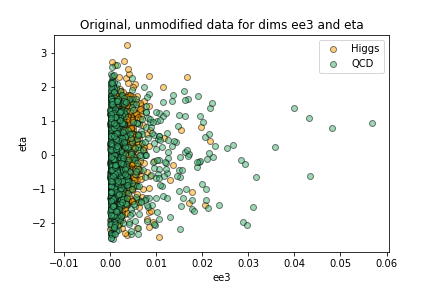 Original, unmodified data for dims ee3 and eta
Higgs
QCD
eta
3
2
1
0
−1
−2
−0.01 0.00 0.01 0.02 0.03 0.04 0.05 0.06
ee3